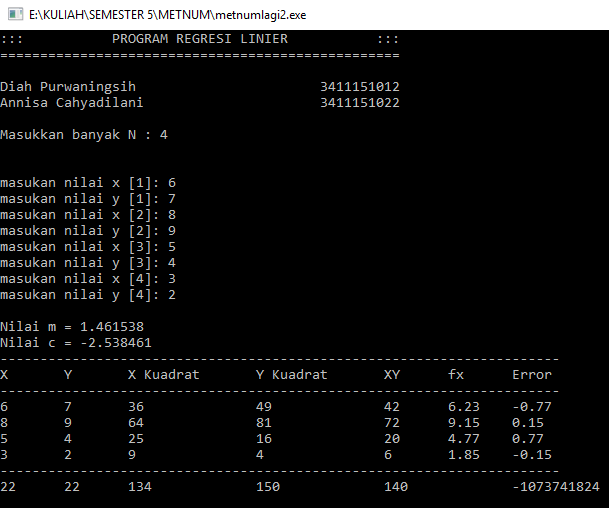 E:\KULIAH\SEMESTER 5\METNUM\metnumlagi2.exe
::: PROGRAM REGRESI LINIER :::
==================================================
Diah Purwaningsih 3411151012
Annisa Cahyadilani 3411151022
Masukkan banyak N : 4
masukan nilai x [1]: 6
masukan nilai y [1]: 7
masukan nilai x [2]: 8
masukan nilai y [2]: 9
masukan nilai x [3]: 5
masukan nilai y [3]: 4
masukan nilai x [4]: 3
masukan nilai y [4]: 2
Nilai m = 1.461538
Nilai c = -2.538461
----------------------------------------------------------------------
X Y X Kuadrat Y Kuadrat XY fx Error
----------------------------------------------------------------------
6 7 36 49 42 6.23 -0.77
8 9 64 81 72 9.15 0.15
5 4 25 16 20 4.77 0.77
3 2 9 4 6 1.85 -0.15
----------------------------------------------------------------------
22 22 134 150 140 -1073741824